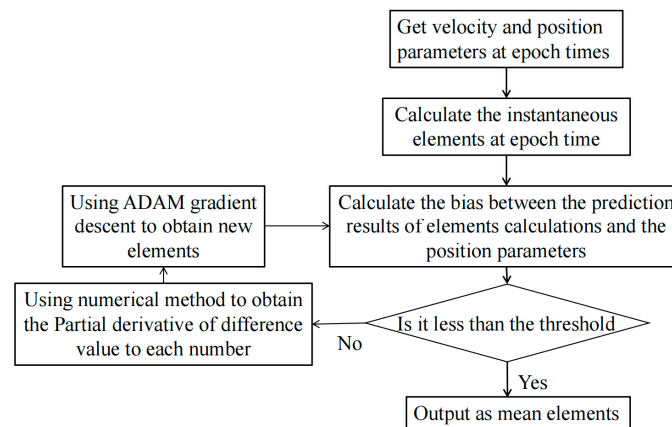 Get velocity and position
parameters at epoch times
Calculate the instantaneous
elements at epoch time
Calculate the bias between the prediction
results of elements calculations and the
position parameters
Using ADAM gradient
descent to obtain new
elements
Using numerical method to obtain
the Partial derivative of difference
value to each number
Is it less than the threshold
No
Yes
Output as mean elements